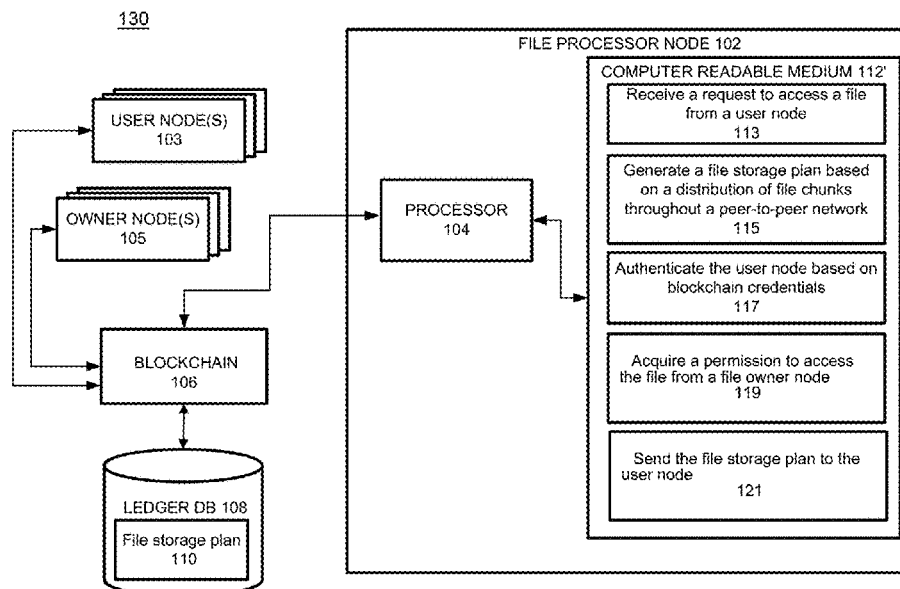 130
USER NODE(S)
103
OWNER NODE(S)
105
BLOCKCHAIN
106
LEDGER DB 108
File storage plan
110
FILE PROCESSOR NODE 102
PROCESSOR
104
COMPUTER READABLE MEDIUM 112'
Receive a request to access a file
from a user node
113
Generate a file storage plan based
on a distribution of file chunks
throughout a peer-to-peer network
115
Authenticate the user node based on
blockchain credentials
117
Acquire a permission to access
the file from a file owner node
119
Send the file storage plan to the
user node
121